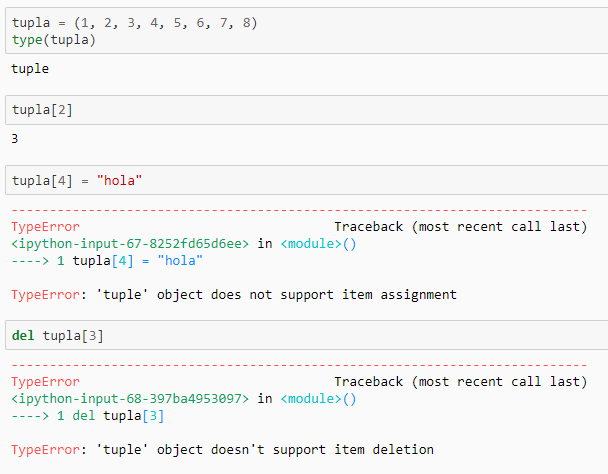 tupla = (1, 2, 3, 4, 5, 6, 7, 8)
type(tupla)
tuple
tupla[2]
3
tupla[4] = "hola"
---------------------------------------------------------------------------
TypeError                                 Traceback (most recent call last)
<ipython-input-67-8252fd65d6ee> in <module>()
----> 1 tupla[4] = "hola"
TypeError: 'tuple' object does not support item assignment
del tupla[3]
---------------------------------------------------------------------------
TypeError                                 Traceback (most recent call last)
<ipython-input-68-397ba4953097> in <module>()
----> 1 del tupla[3]
TypeError: 'tuple' object doesn't support item deletion